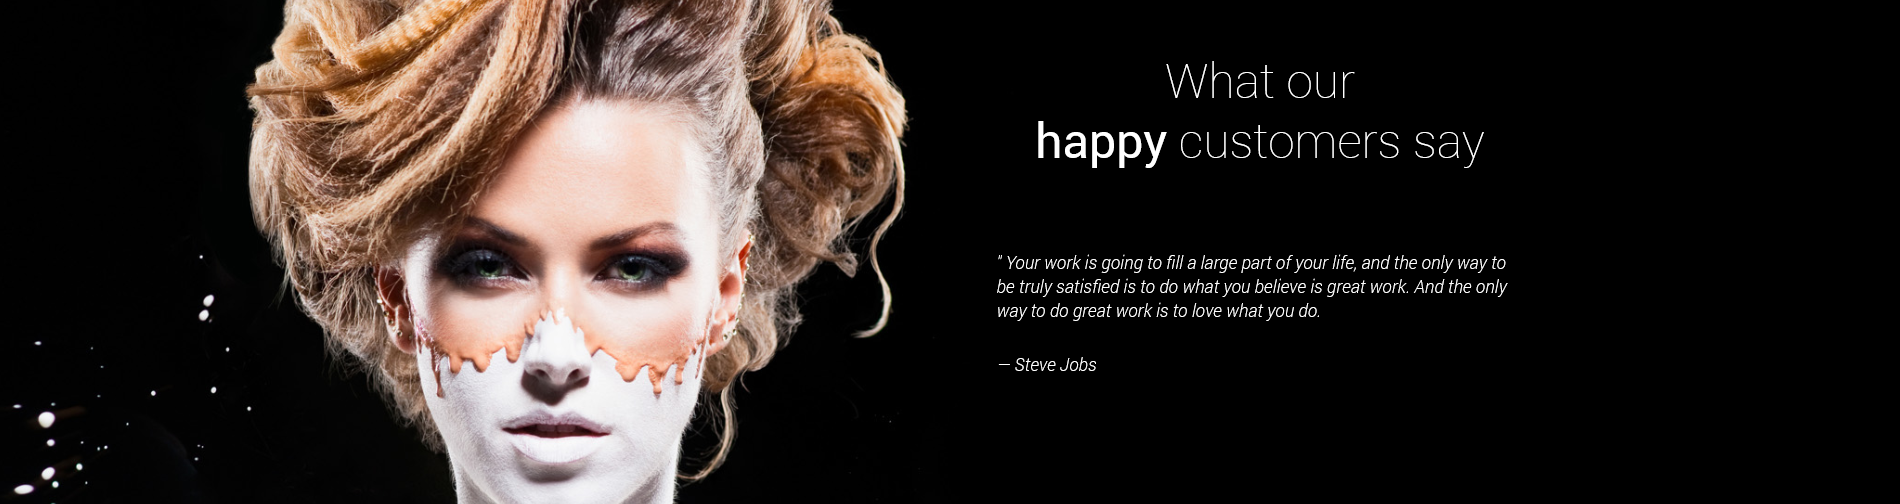 What our
happy customers say
" Your work is going to fill a large part of your life, and the only way to
be truly satisfied is to do what you believe is great work. And the only
way to do great work is to love what you do.
— Steve Jobs